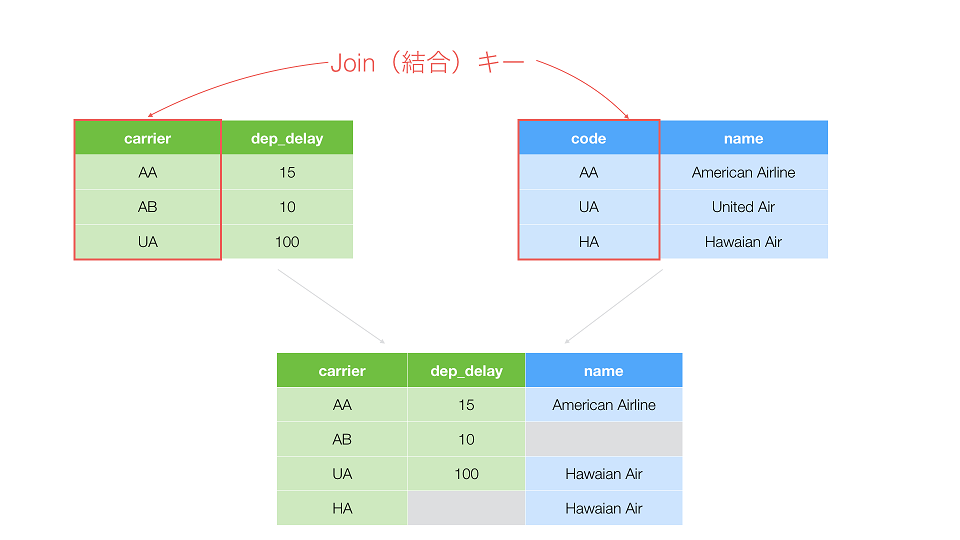 Join（結合）キー
carrier dep_delay
AA 15
AB 10
UA 100
code name
AA American Airline
UA United Air
HA Hawaian Air
carrier dep_delay name
AA 15 American Airline
AB 10
UA 100 Hawaian Air
HA Hawaian Air